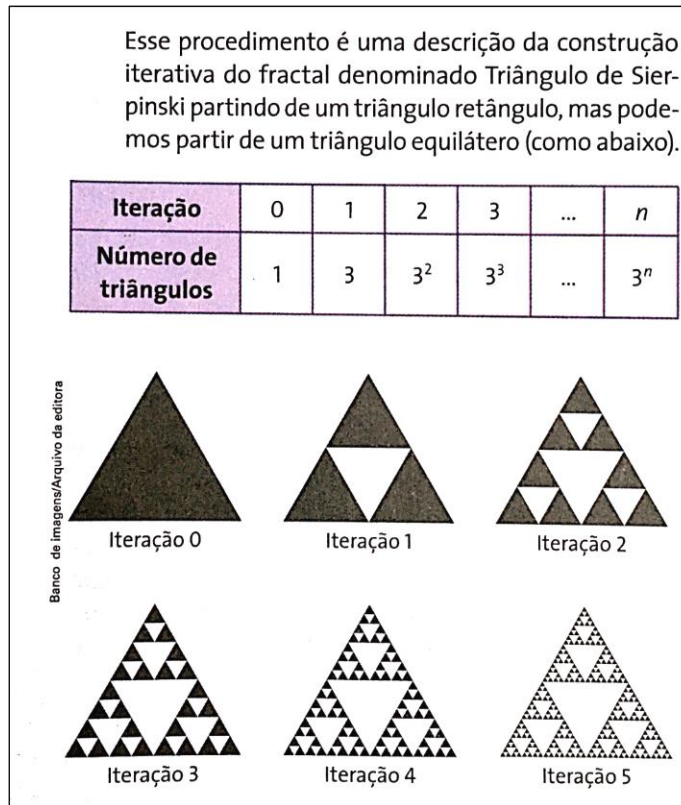 Esse procedimento é uma descrição da construção
iterativa do fractal denominado Triângulo de Sier-
pinski partindo de um triângulo retângulo, mas pode-
mos partir de um triângulo equilátero (como abaixo).
Iteração 0 1 2 3 ... n
Número de
triângulos 1 3 3² 3³ ... 3ⁿ
Banco de imagens/Arquivo da editora
Iteração 0 Iteração 1 Iteração 2
Iteração 3 Iteração 4 Iteração 5